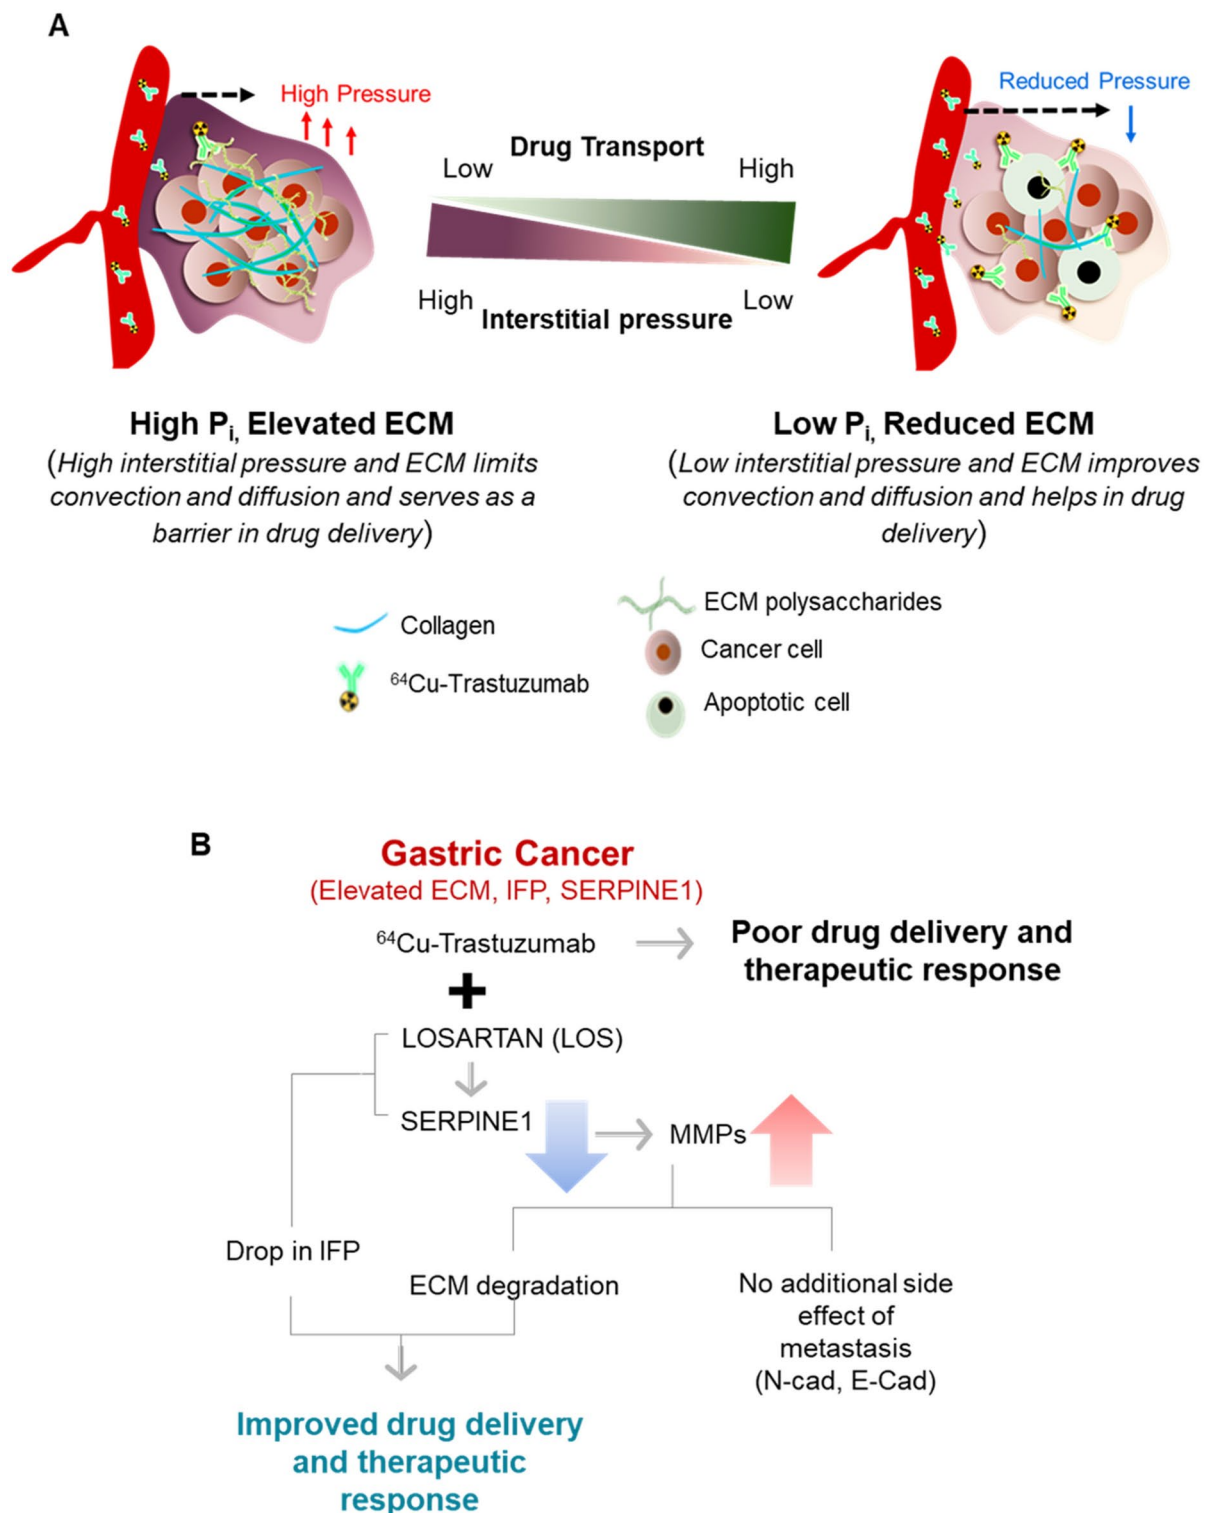 A
High Pressure
Reduced Pressure
Drug Transport
Low
High
High
Low
Interstitial pressure
High Pi, Elevated ECM
(High interstitial pressure and ECM limits
convection and diffusion and serves as a
barrier in drug delivery)
Low Pi, Reduced ECM
(Low interstitial pressure and ECM improves
convection and diffusion and helps in drug
delivery)
Collagen
64Cu-Trastuzumab
ECM polysaccharides
Cancer cell
Apoptotic cell
B
Gastric Cancer
(Elevated ECM, IFP, SERPINE1)
64Cu-Trastuzumab
Poor drug delivery and
therapeutic response
+
LOSARTAN (LOS)
SERPINE1
MMPs
Drop in IFP
ECM degradation
No additional side
effect of
metastasis
(N-cad, E-Cad)
Improved drug delivery
and therapeutic
response